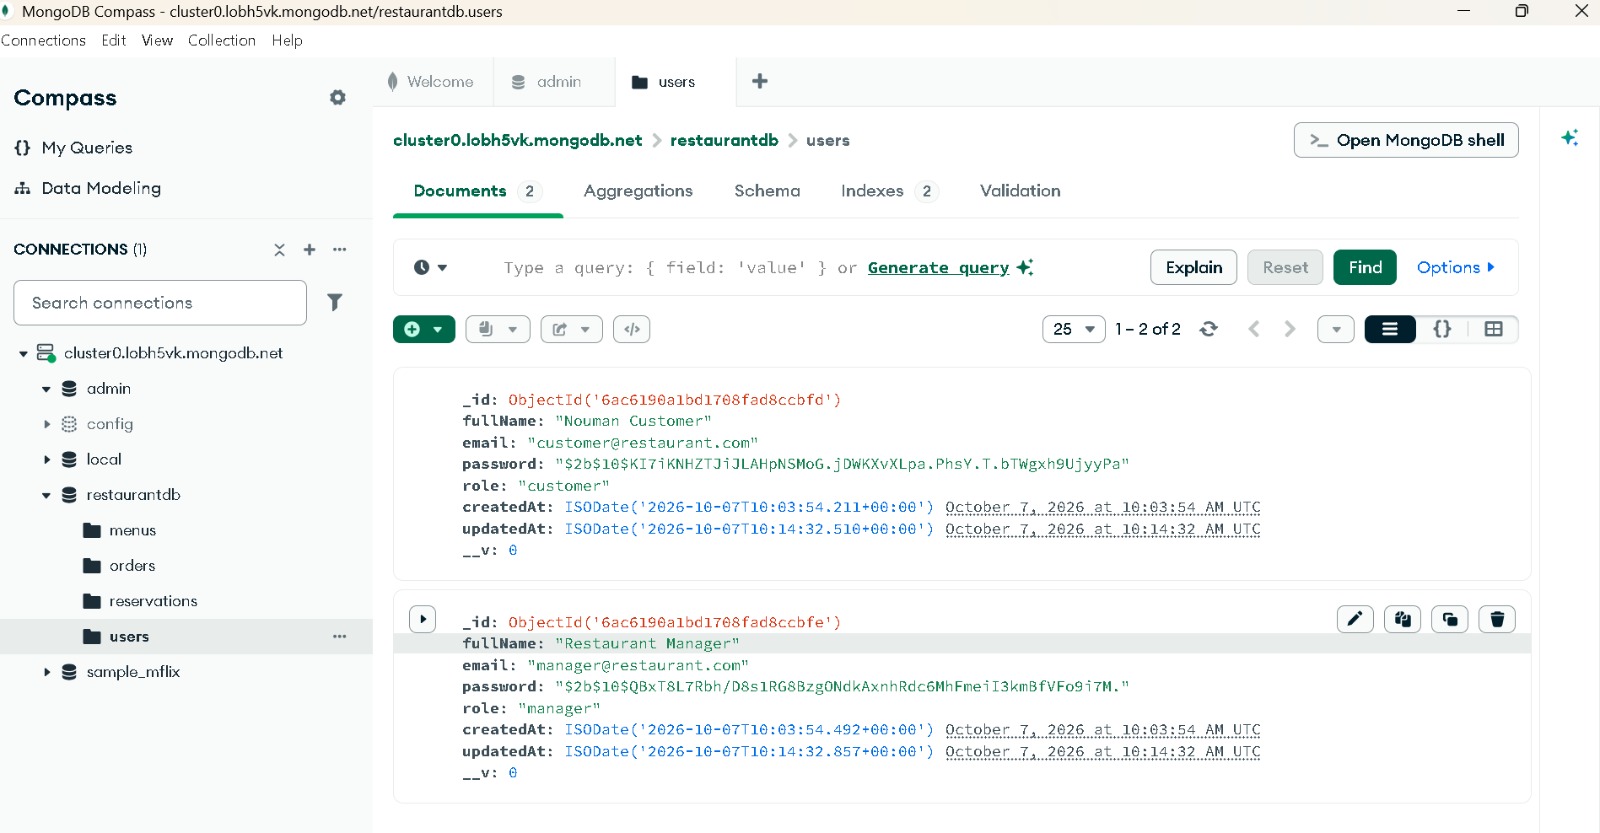 MongoDB Compass - cluster0.lobh5vk.mongodb.net/restaurantdb.users
Connections Edit View Collection Help
Compass
{} My Queries
Data Modeling
CONNECTIONS (1)
Search connections
cluster0.lobh5vk.mongodb.net
admin
config
local
restaurantdb
menus
orders
reservations
users
sample_mflix
Welcome admin users
cluster0.lobh5vk.mongodb.net > restaurantdb > users
>_ Open MongoDB shell
Documents 2 Aggregations Schema Indexes 2 Validation
Type a query: { field: 'value' } or Generate query
Explain Reset Find Options
25 1 – 2 of 2 {}
_id: ObjectId('6ac6190a1bd1708fad8ccbfd')
fullName: "Nouman Customer"
email: "customer@restaurant.com"
password: "$2b$10$KI7iKNHZTJiJLAHpNSMoG.jDWKXvXLpa.PhsY.T.bTWgxh9UjyyPa"
role: "customer"
createdAt: ISODate('2026-10-07T10:03:54.211+00:00') October 7, 2026 at 10:03:54 AM UTC
updatedAt: ISODate('2026-10-07T10:14:32.510+00:00') October 7, 2026 at 10:14:32 AM UTC
__v: 0
_id: ObjectId('6ac6190a1bd1708fad8ccbfe')
fullName: "Restaurant Manager"
email: "manager@restaurant.com"
password: "$2b$10$QBxT8L7Rbh/D8s1RG8BzgONdkAxnhRdc6MhFmeiI3kmBfVFo9i7M."
role: "manager"
createdAt: ISODate('2026-10-07T10:03:54.492+00:00') October 7, 2026 at 10:03:54 AM UTC
updatedAt: ISODate('2026-10-07T10:14:32.857+00:00') October 7, 2026 at 10:14:32 AM UTC
__v: 0